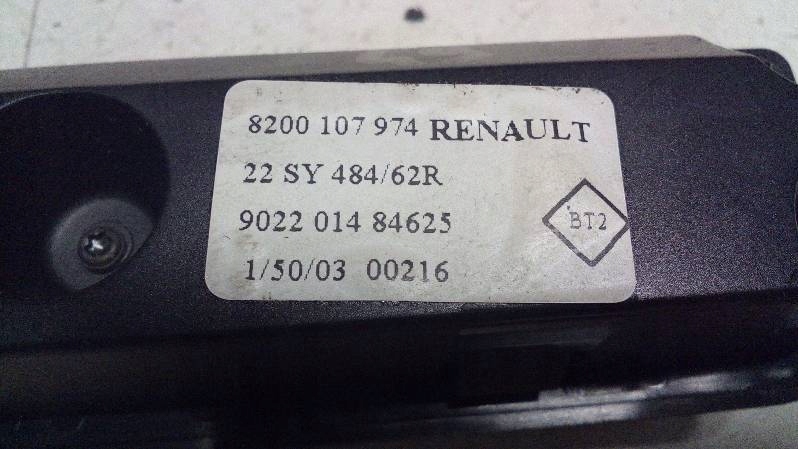 8200 107 974 RENAULT
22 SY 484/62R
9022 014 84625
BT2
1/50/03 00216